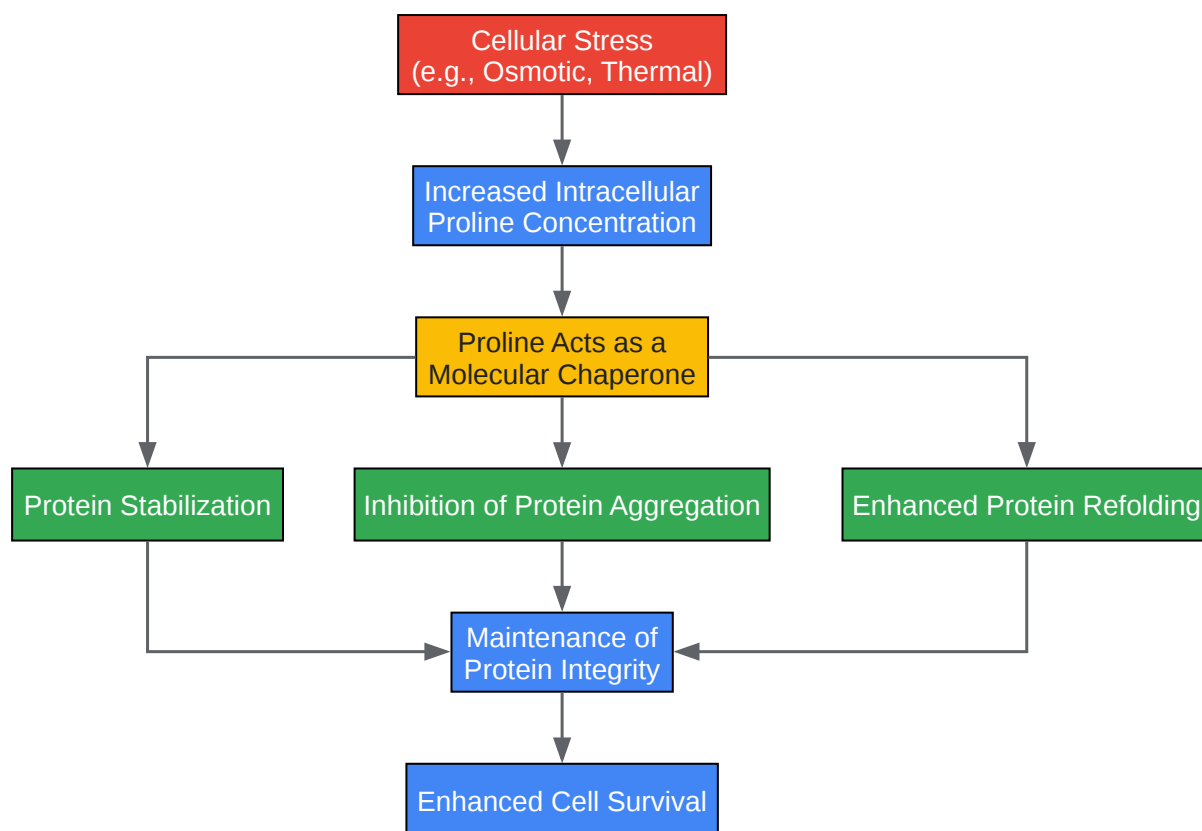 Cellular Stress
(e.g., Osmotic, Thermal)
Increased Intracellular
Proline Concentration
Proline Acts as a
Molecular Chaperone
Protein Stabilization
Inhibition of Protein Aggregation
Enhanced Protein Refolding
Maintenance of
Protein Integrity
Enhanced Cell Survival